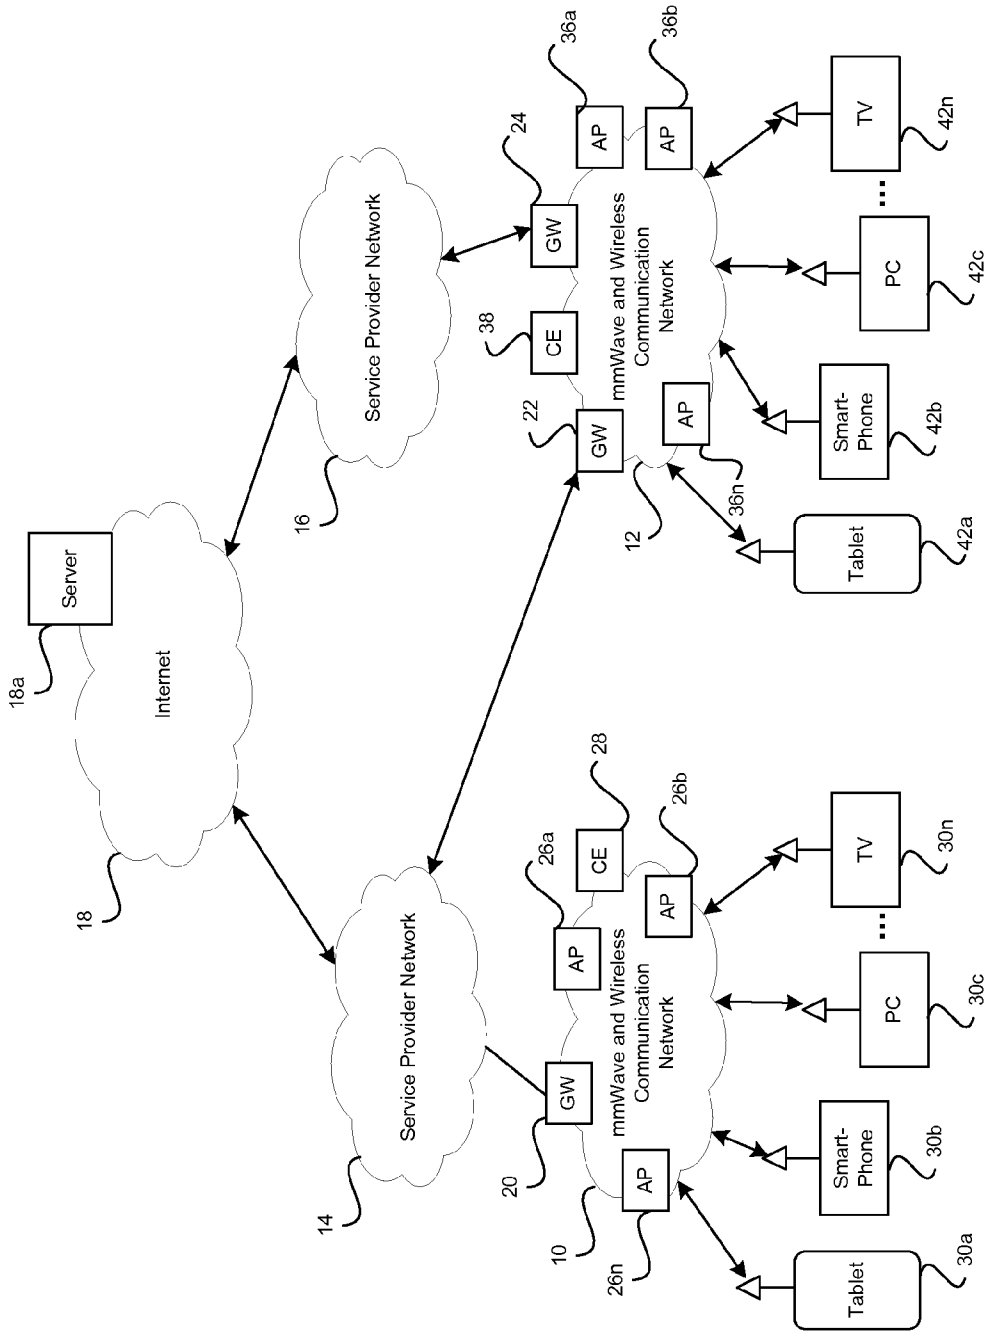 18a
Server
Internet
18
Service Provider Network
14
Service Provider Network
16
20
GW
26a
AP
CE
28
22
GW
38
CE
GW
24
AP
36a
10
mmWave and Wireless
Communication
Network
26n
AP
AP
26b
12
mmWave and Wireless
Communication
Network
AP
36n
AP
36b
Tablet
30a
Smart-
Phone
30b
PC
30c
...
TV
30n
Tablet
42a
Smart-
Phone
42b
PC
42c
...
TV
42n